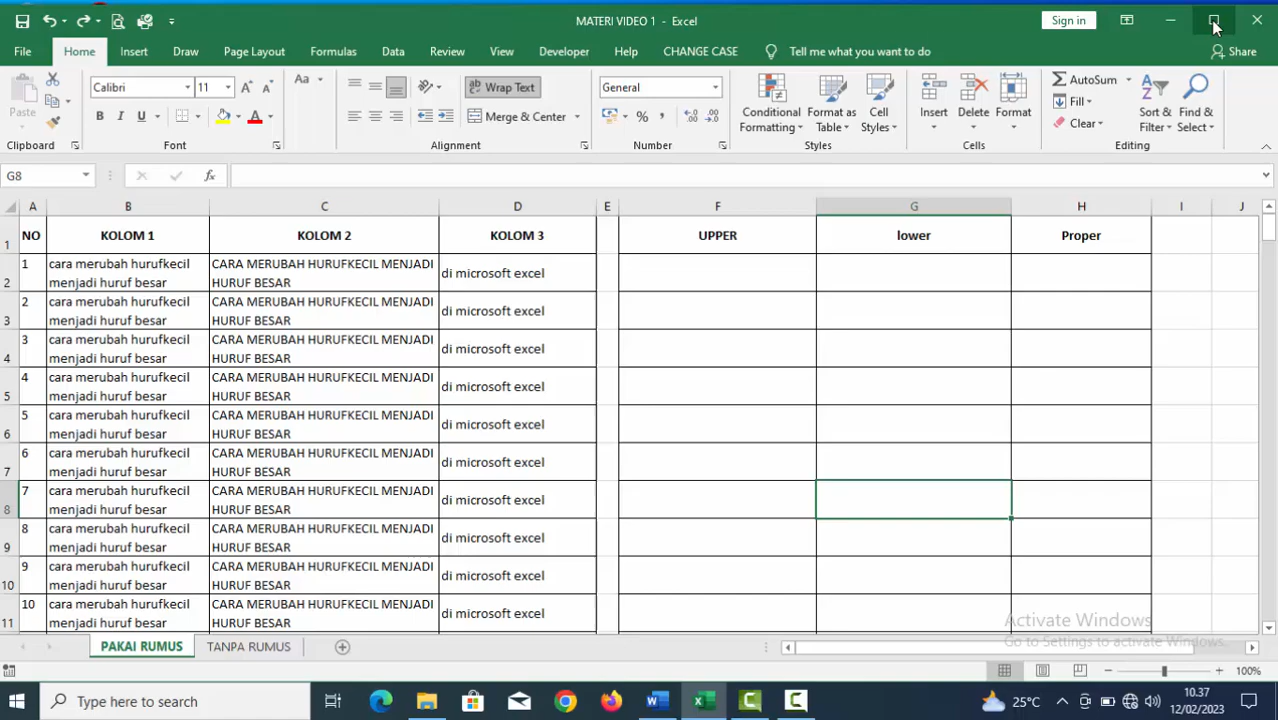 MATERI VIDEO 1 - Excel
Sign in
File Home Insert Draw Page Layout Formulas Data Review View Developer Help CHANGE CASE Tell me what you want to do Share
Paste
Calibri 11
Aa
Wrap Text
General
Conditional Formatting
Format as Table
Cell Styles
Insert
Delete
Format
AutoSum
Fill
Clear
Sort & Filter
Find & Select
B I U
Merge & Center
Clipboard Font Alignment Number Styles Cells Editing
G8 fx
A B C D E F G H I J
1 NO KOLOM 1 KOLOM 2 KOLOM 3 UPPER lower Proper
2 1 cara merubah hurufkecil menjadi huruf besar CARA MERUBAH HURUFKECIL MENJADI HURUF BESAR di microsoft excel
3 2 cara merubah hurufkecil menjadi huruf besar CARA MERUBAH HURUFKECIL MENJADI HURUF BESAR di microsoft excel
4 3 cara merubah hurufkecil menjadi huruf besar CARA MERUBAH HURUFKECIL MENJADI HURUF BESAR di microsoft excel
5 4 cara merubah hurufkecil menjadi huruf besar CARA MERUBAH HURUFKECIL MENJADI HURUF BESAR di microsoft excel
6 5 cara merubah hurufkecil menjadi huruf besar CARA MERUBAH HURUFKECIL MENJADI HURUF BESAR di microsoft excel
7 6 cara merubah hurufkecil menjadi huruf besar CARA MERUBAH HURUFKECIL MENJADI HURUF BESAR di microsoft excel
8 7 cara merubah hurufkecil menjadi huruf besar CARA MERUBAH HURUFKECIL MENJADI HURUF BESAR di microsoft excel
9 8 cara merubah hurufkecil menjadi huruf besar CARA MERUBAH HURUFKECIL MENJADI HURUF BESAR di microsoft excel
10 9 cara merubah hurufkecil menjadi huruf besar CARA MERUBAH HURUFKECIL MENJADI HURUF BESAR di microsoft excel
11 10 cara merubah hurufkecil menjadi huruf besar CARA MERUBAH HURUFKECIL MENJADI HURUF BESAR di microsoft excel
Activate Windows
Go to Settings to activate Windows.
PAKAI RUMUS TANPA RUMUS
100%
Type here to search
25°C
10.37
12/02/2023